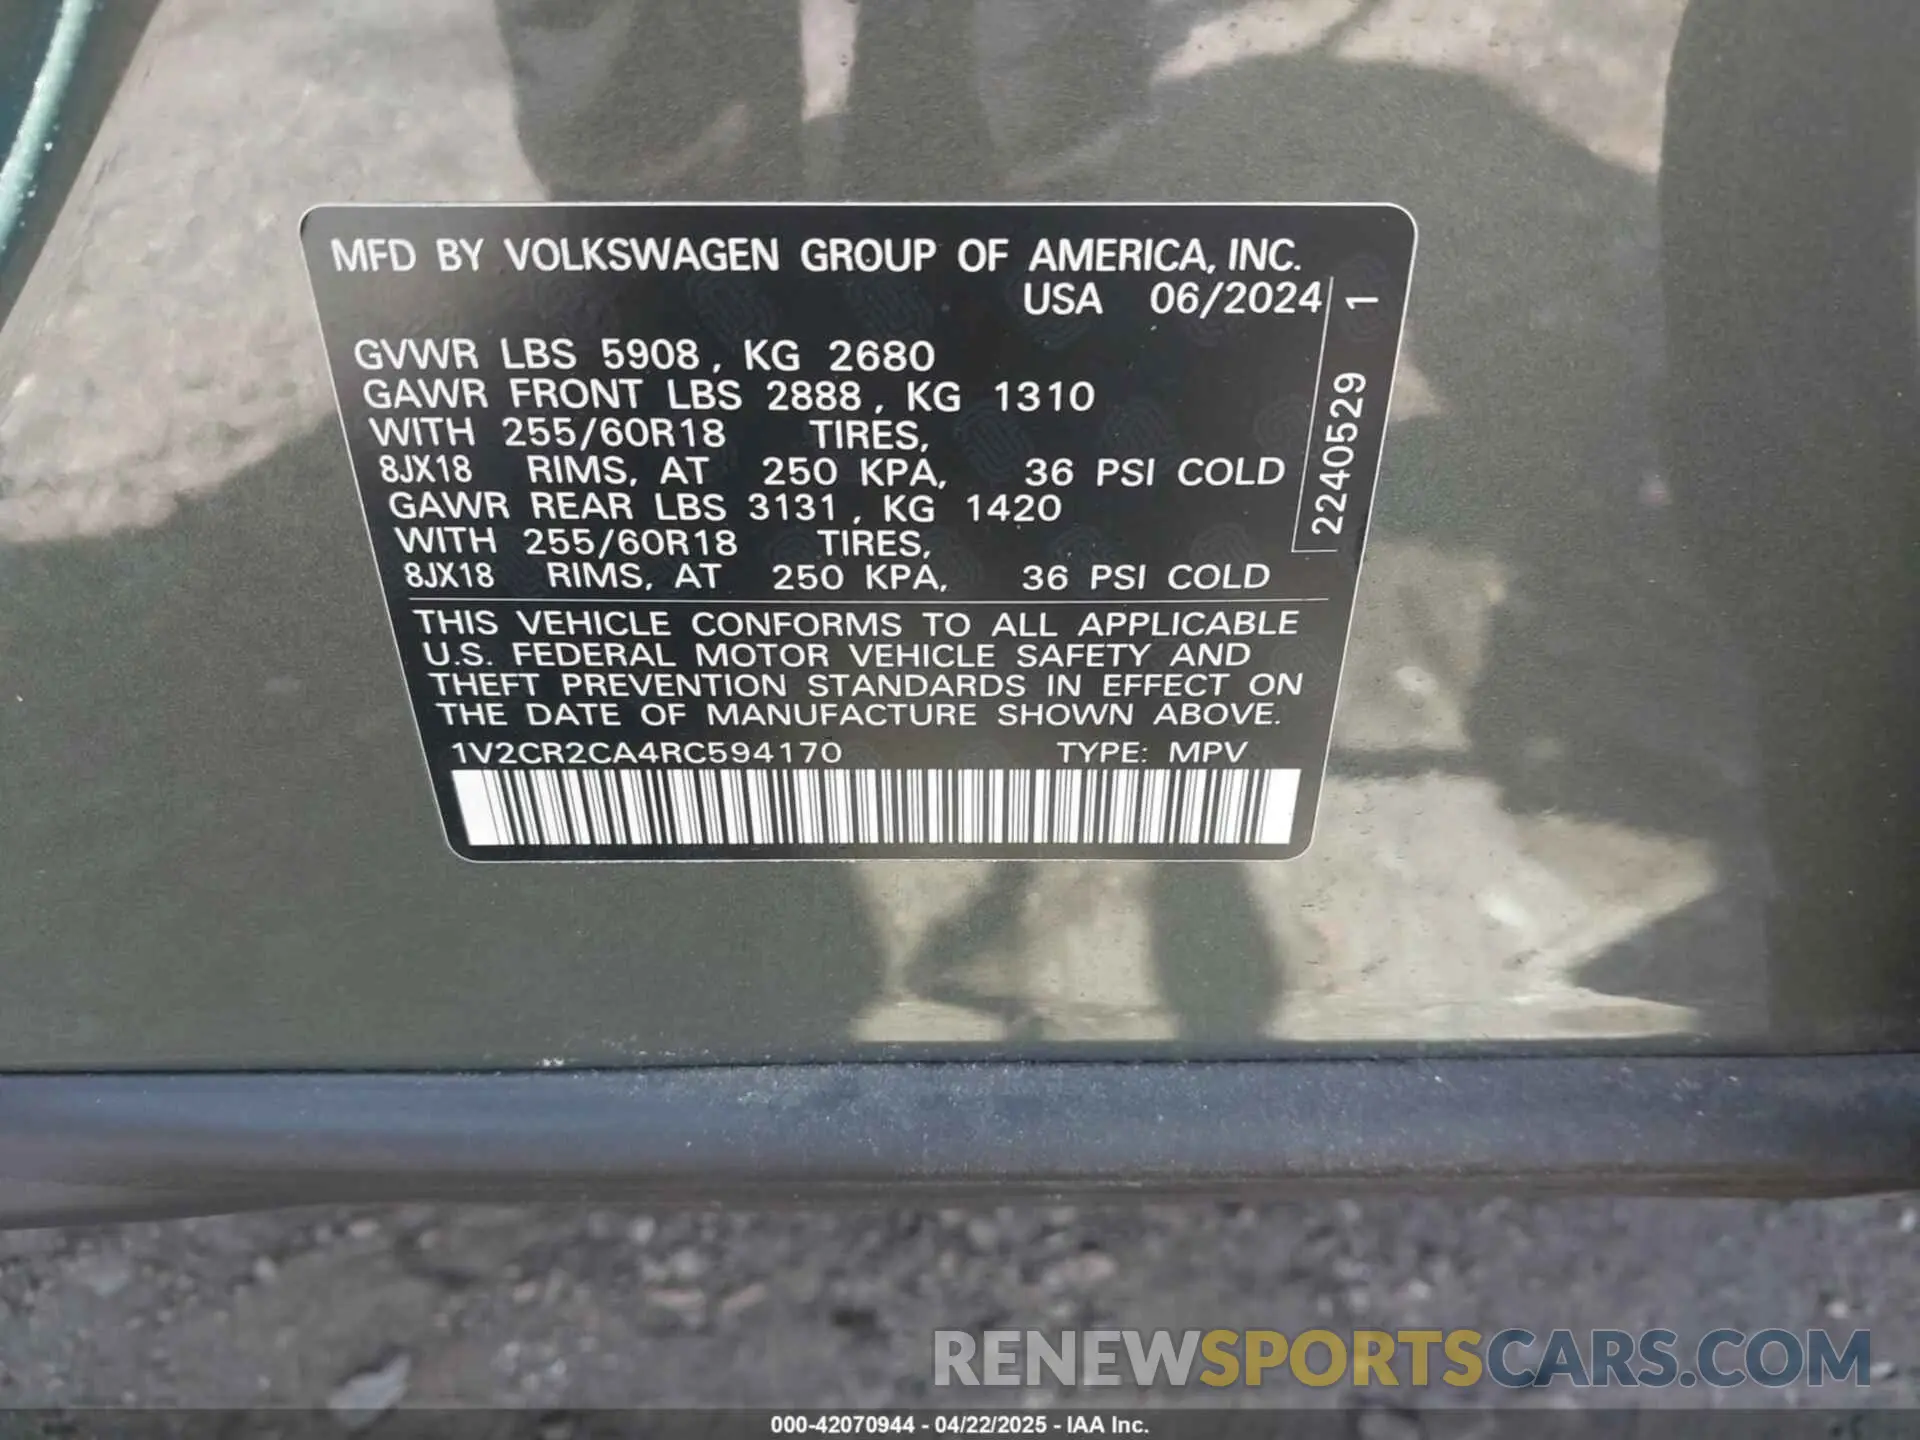 MFD BY VOLKSWAGEN GROUP OF AMERICA, INC.
USA 06/2024
GVWR LBS 5908, KG 2680
GAWR FRONT LBS 2888, KG 1310
WITH 255/60R18 TIRES,
8JX18 RIMS, AT 250 KPA, 36 PSI COLD
GAWR REAR LBS 3131, KG 1420
WITH 255/60R18 TIRES,
8JX18 RIMS, AT 250 KPA, 36 PSI COLD
22405529 1
THIS VEHICLE CONFORMS TO ALL APPLICABLE
U.S. FEDERAL MOTOR VEHICLE SAFETY AND
THEFT PREVENTION STANDARDS IN EFFECT ON
THE DATE OF MANUFACTURE SHOWN ABOVE.
1V2CR2CA4RC594170 TYPE: MPV
RENEWSPORTSCARS.COM
000-42070944 - 04/22/2025 - IAA Inc.